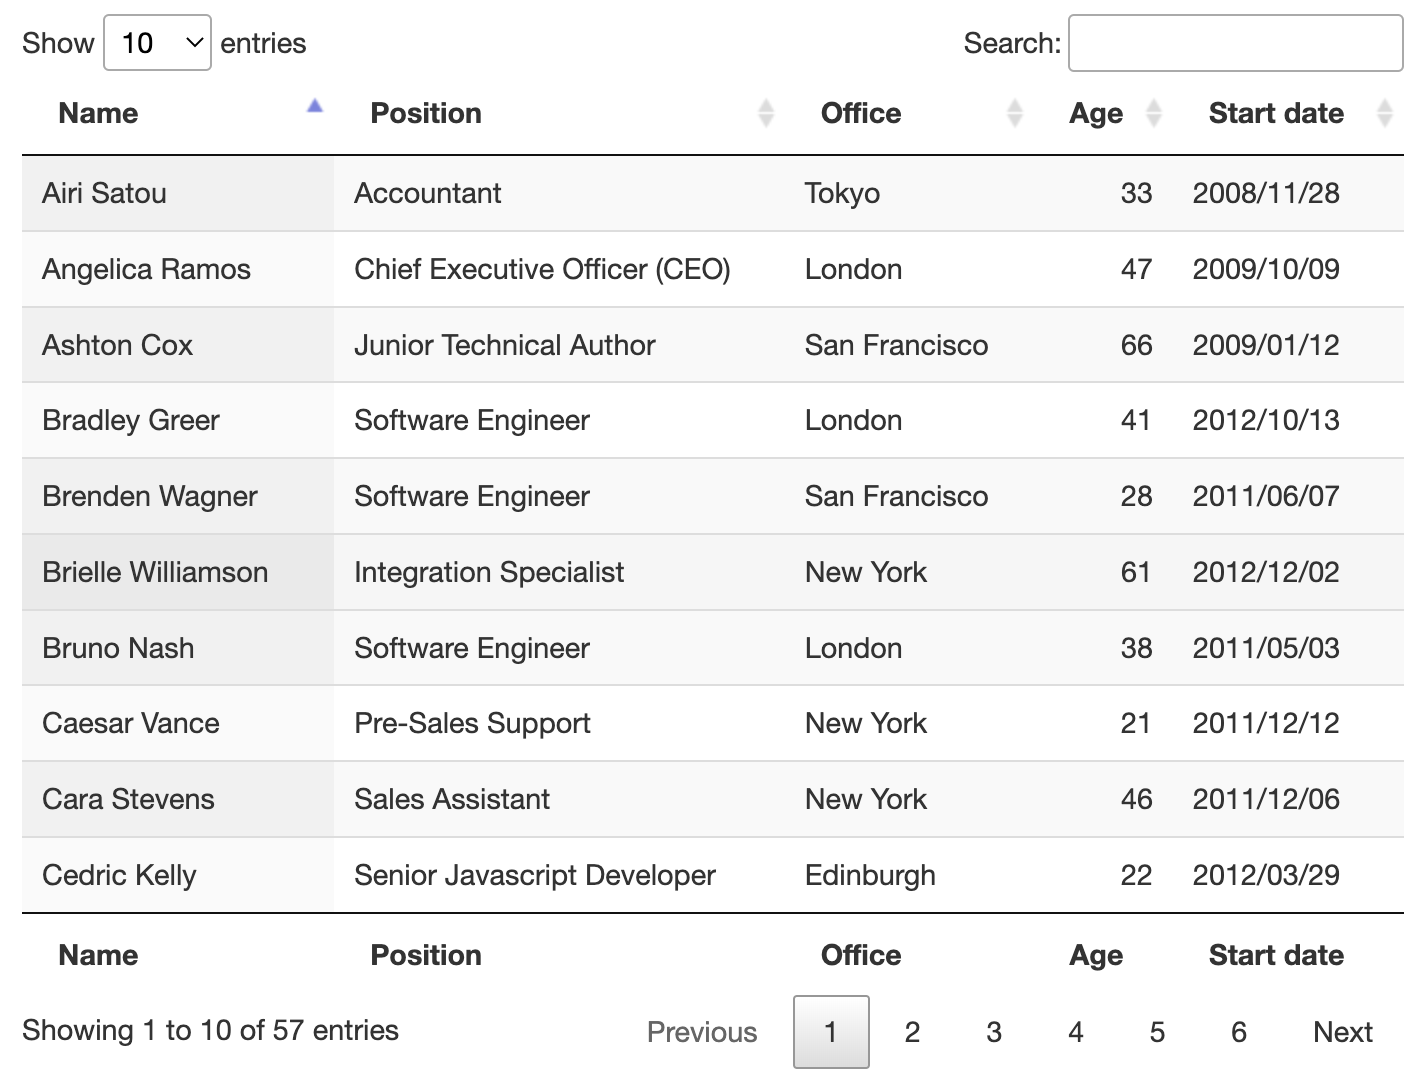 Show 10 entries Search:
Name Position Office Age Start date
Airi Satou Accountant Tokyo 33 2008/11/28
Angelica Ramos Chief Executive Officer (CEO) London 47 2009/10/09
Ashton Cox Junior Technical Author San Francisco 66 2009/01/12
Bradley Greer Software Engineer London 41 2012/10/13
Brenden Wagner Software Engineer San Francisco 28 2011/06/07
Brielle Williamson Integration Specialist New York 61 2012/12/02
Bruno Nash Software Engineer London 38 2011/05/03
Caesar Vance Pre-Sales Support New York 21 2011/12/12
Cara Stevens Sales Assistant New York 46 2011/12/06
Cedric Kelly Senior Javascript Developer Edinburgh 22 2012/03/29
Name Position Office Age Start date
Showing 1 to 10 of 57 entries Previous 1 2 3 4 5 6 Next